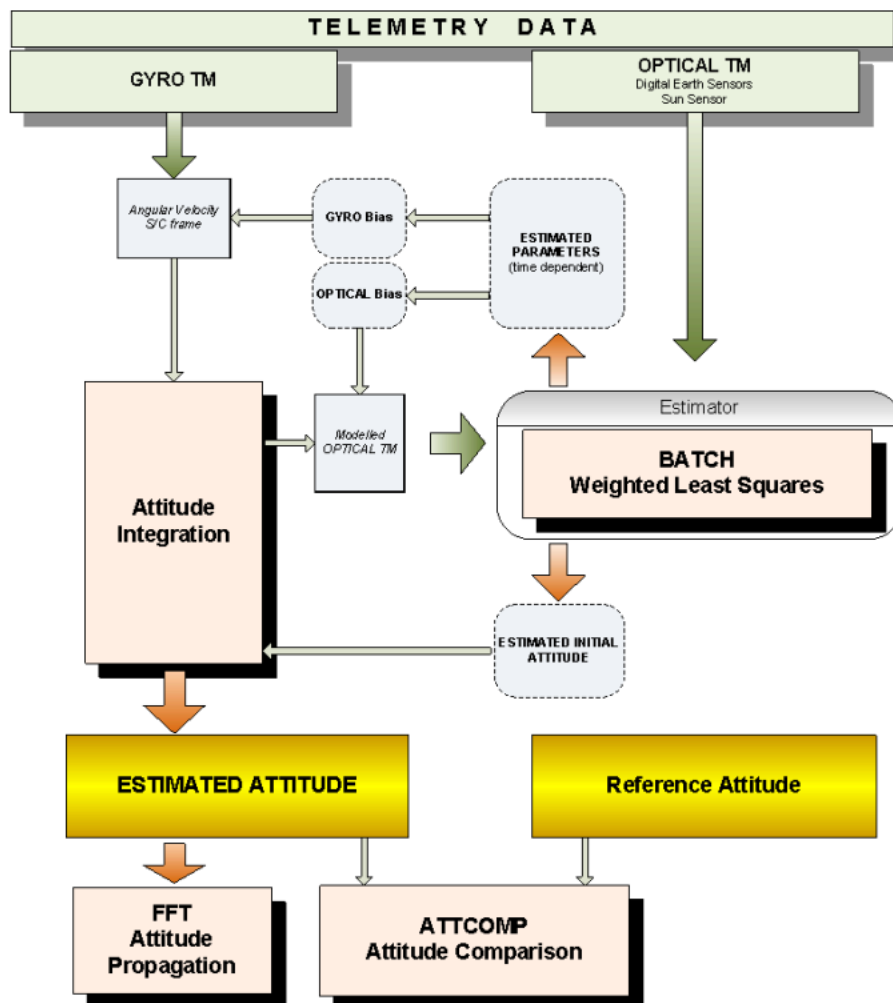 TELEMETRY DATA
GYRO TM
OPTICAL TM
Digital Earth Sensors
Sun Sensor
Angular Velocity
S/C frame
GYRO Bias
ESTIMATED
PARAMETERS
(time dependent)
OPTICAL Bias
Modelled
OPTICAL TM
Estimator
BATCH
Weighted Least Squares
Attitude
Integration
ESTIMATED INITIAL
ATTITUDE
ESTIMATED ATTITUDE
Reference Attitude
FFT
Attitude
Propagation
ATTCOMP
Attitude Comparison